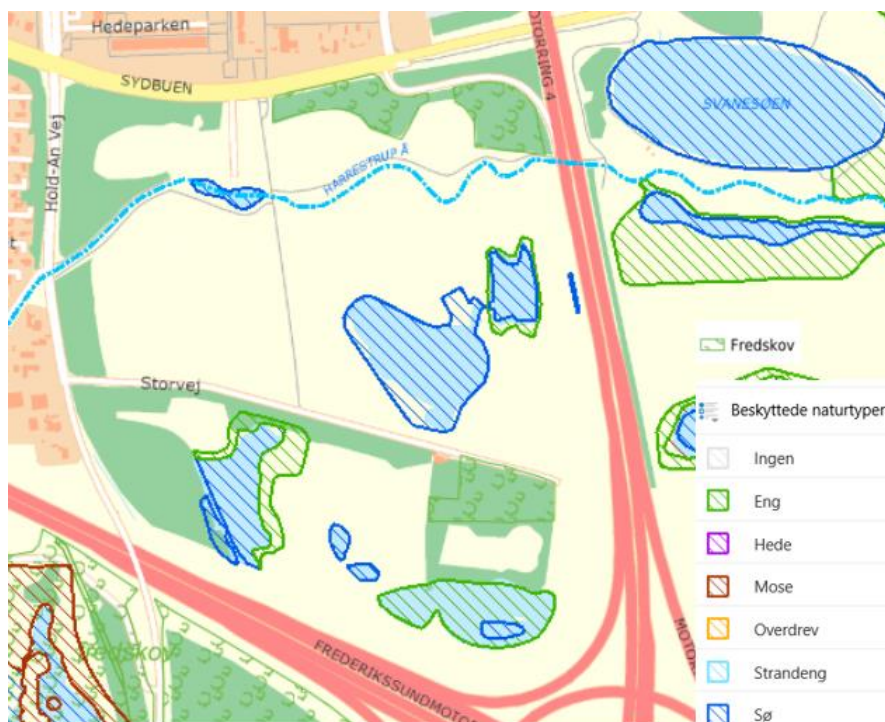 Hedeparken
SYDBUEN
MOTORRING 4
SVANESØEN
Hold-An Vej
HARRESTRUP Å
t
Storvej
Fredskov
Beskyttede naturtyper
Ingen
Eng
Hede
Mose
Overdrev
Strandeng
Sø
fredskov
FREDERIKSSUNDMOTO
MOTOR